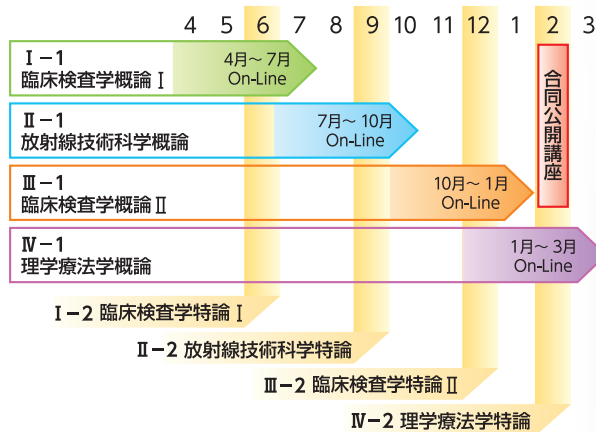 4 5 6 7 8 9 10 11 12 1 2 3
Ⅰ−1
臨床検査学概論Ⅰ
4月〜7月
On-Line
Ⅱ−1
放射線技術科学概論
7月〜10月
On-Line
Ⅲ−1
臨床検査学概論Ⅱ
10月〜1月
On-Line
合同公開講座
Ⅳ−1
理学療法学概論
1月〜3月
On-Line
Ⅰ−2 臨床検査学特論Ⅰ
Ⅱ−2 放射線技術科学特論
Ⅲ−2 臨床検査学特論Ⅱ
Ⅳ−2 理学療法学特論